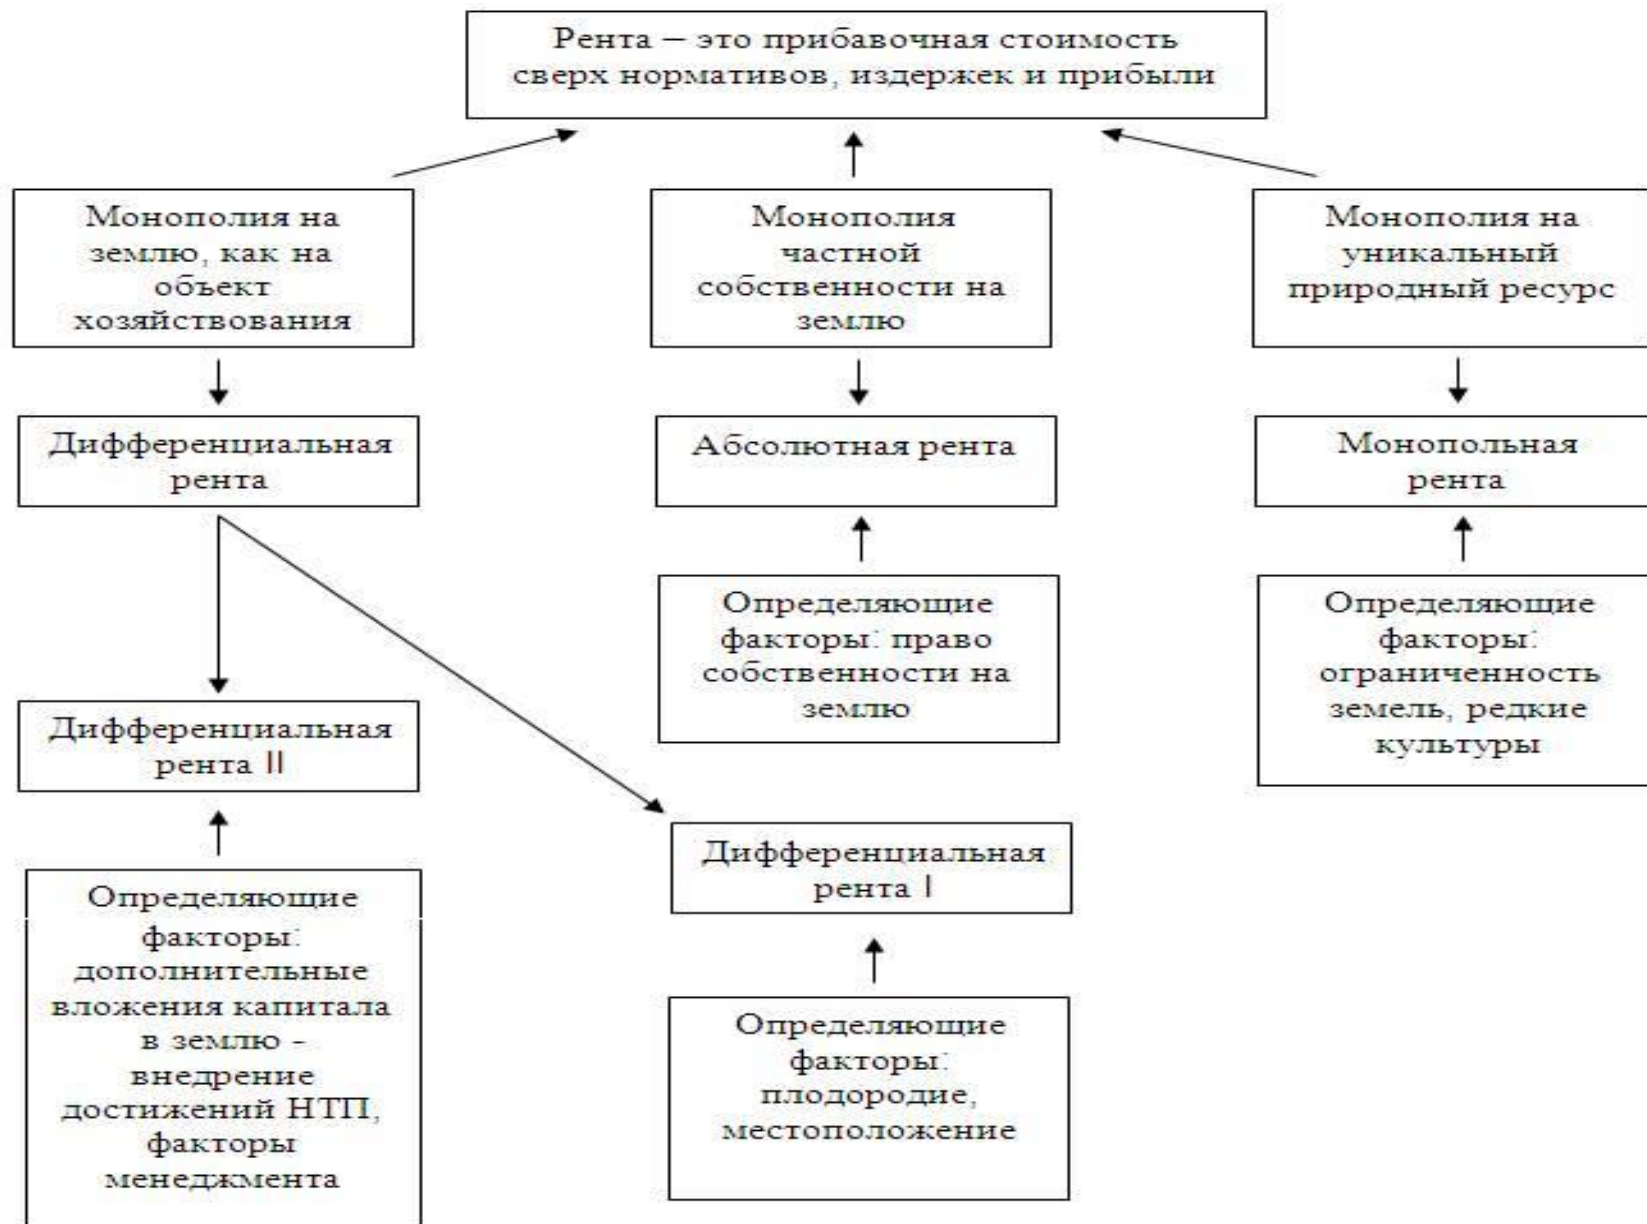 Рента – это прибавочная стоимость
сверх нормативов, издержек и прибыли
Монополия на
землю, как на
объект
хозяйствования
Монополия
частной
собственности на
землю
Монополия на
уникальный
природный ресурс
Дифференциальная
рента
Абсолютная рента
Монопольная
рента
Определяющие
факторы: право
собственности на
землю
Определяющие
факторы:
ограниченность
земель, редкие
культуры
Дифференциальная
рента II
Дифференциальная
рента I
Определяющие
факторы:
дополнительные
вложения капитала
в землю -
внедрение
достижений НТП,
факторы
менеджмента
Определяющие
факторы:
плодородие,
местоположение